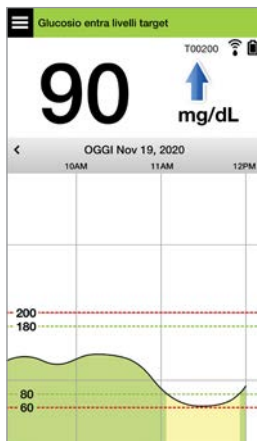 Glucosio entra livelli target
T00200
90
mg/dL
< OGGI Nov 19, 2020
10AM 11AM 12PM
200
180
80
60